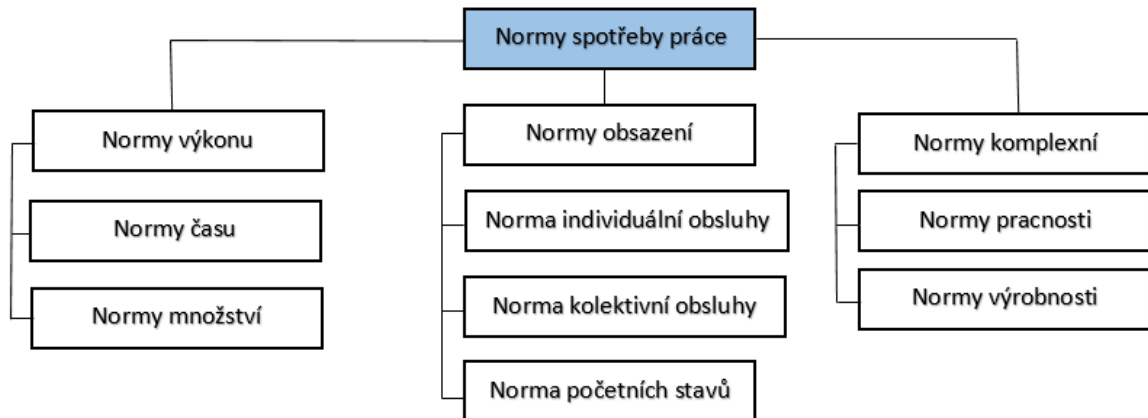 Normy spotřeby práce
Normy výkonu
Normy času
Normy množství
Normy obsazení
Norma individuální obsluhy
Norma kolektivní obsluhy
Norma početních stavů
Normy komplexní
Normy pracnosti
Normy výrobnosti